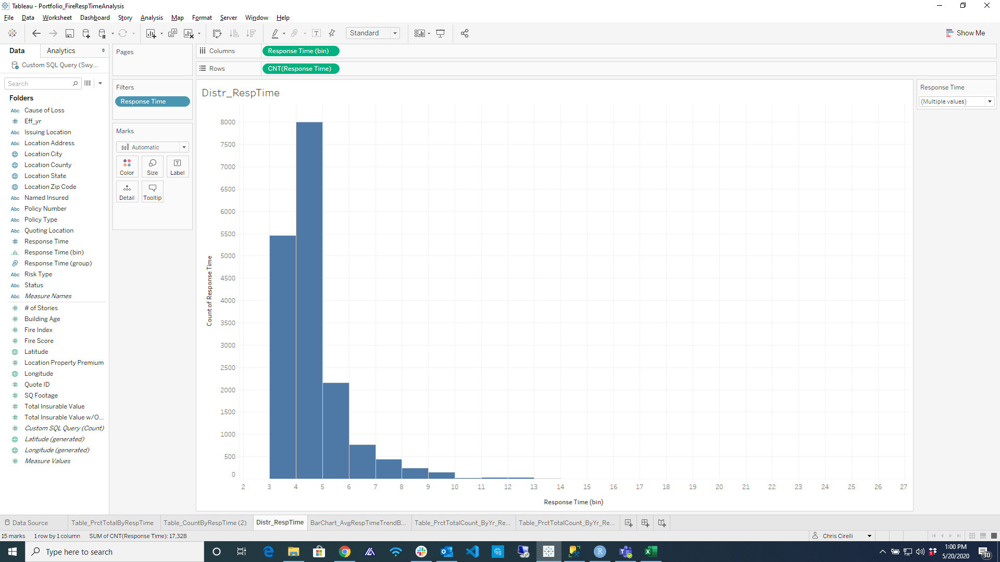 Tableau - Portfolio_FireRespTimeAnalysis
File Data Worksheet Dashboard Story Analysis Map Format Server Window Help
Standard
Show Me
Data Analytics
Custom SQL Query (Swy...
Search
Folders
Abc Cause of Loss
# Eff_yr
Abc Issuing Location
Abc Location Address
Location City
Location County
Location State
Location Zip Code
Abc Named Insured
Abc Policy Number
Abc Policy Type
Abc Quoting Location
# Response Time
Response Time (bin)
Response Time (group)
Abc Risk Type
Abc Status
Abc Measure Names
# # of Stories
# Building Age
# Fire Index
# Fire Score
Latitude
# Location Property Premium
Longitude
# Quote ID
# SQ Footage
# Total Insurable Value
# Total Insurable Value w/O...
# Custom SQL Query (Count)
Latitude (generated)
Longitude (generated)
# Measure Values
Pages
Filters
Response Time
Marks
Automatic
Color Size Label
Detail Tooltip
Columns Response Time (bin)
Rows CNT(Response Time)
Distr_RespTime
Count of Response Time
8000
7500
7000
6500
6000
5500
5000
4500
4000
3500
3000
2500
2000
1500
1000
500
0
2 3 4 5 6 7 8 9 10 11 12 13 14 15 16 17 18 19 20 21 22 23 24 25 26 27
Response Time (bin)
Response Time
(Multiple values)
Data Source Table_PrctTotalByRespTime Table_CountByRespTime (2) Distr_RespTime BarChart_AvgRespTimeTrendB... Table_PrctTotalCount_ByYr_Re... Table_PrctTotalCount_ByYr_Re...
15 marks 1 row by 1 column SUM of CNT(Response Time): 17,328
Chris Cirelli
Type here to search
1:00 PM
5/20/2020
30